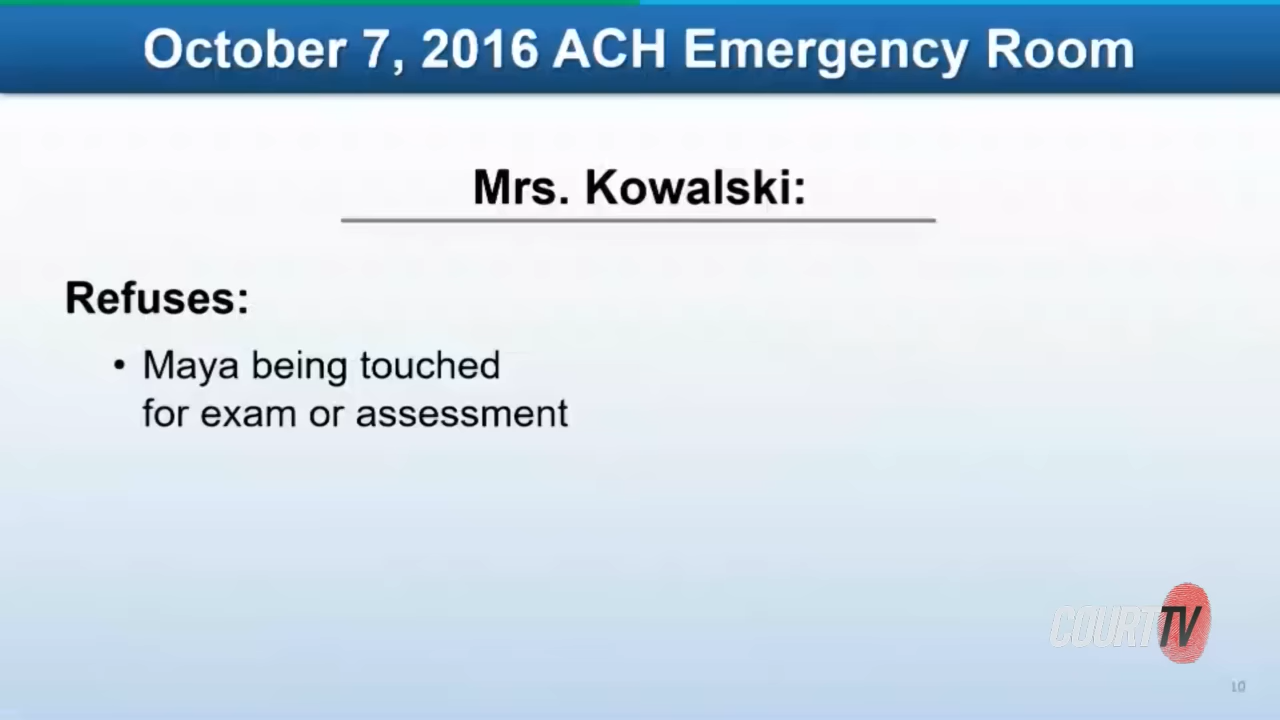 October 7, 2016 ACH Emergency Room
Mrs. Kowalski:
Refuses:
• Maya being touched
for exam or assessment
COURT TV
10